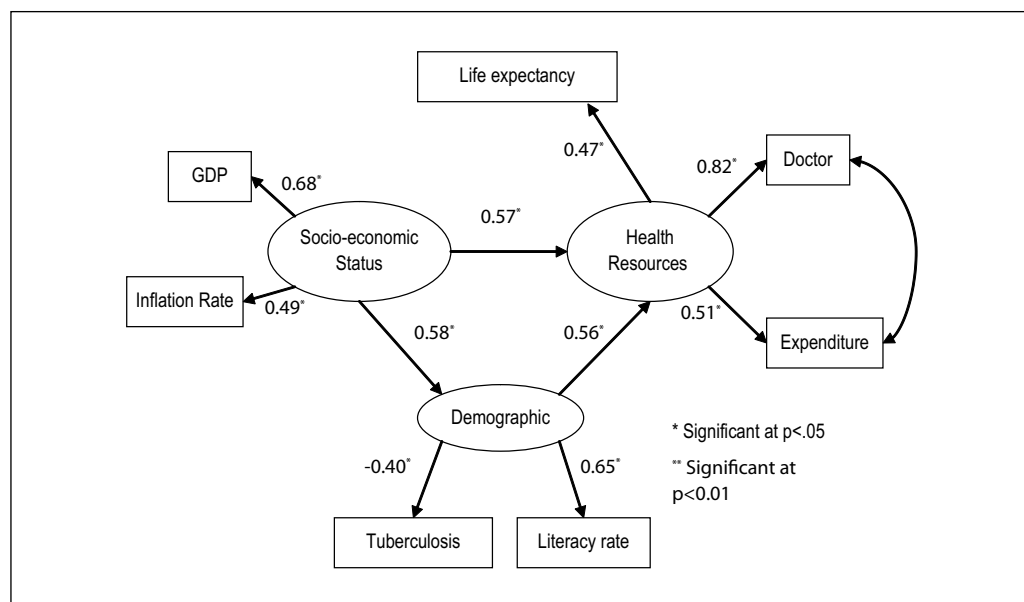 Life expectancy
0.47*
0.82*
Doctor
GDP
0.68*
Socio-economic
Status
0.57*
Health
Resources
Inflation Rate
0.49*
0.51*
Expenditure
0.58*
0.56*
Demographic
* Significant at p<.05
** Significant at
p<0.01
-0.40*
0.65*
Tuberculosis
Literacy rate